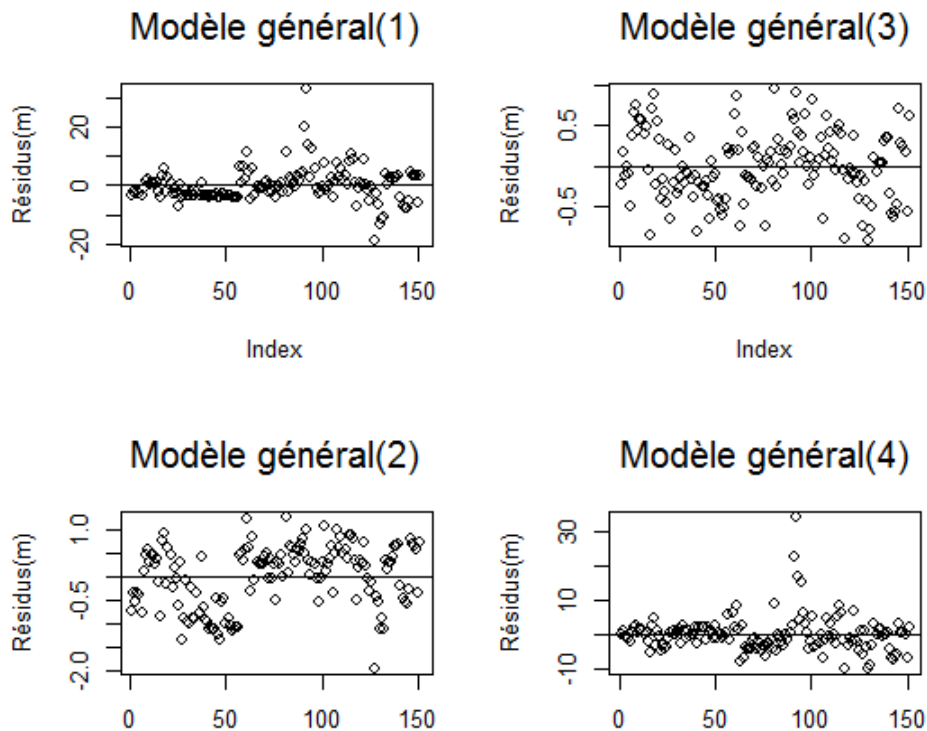 Modèle général(1)
Résidus(m)
20
0
-20
0 50 100 150
Index
Modèle général(3)
Résidus(m)
0.5
-0.5
0 50 100 150
Index
Modèle général(2)
Résidus(m)
1.0
-0.5
-2.0
0 50 100 150
Modèle général(4)
Résidus(m)
30
10
-10
0 50 100 150